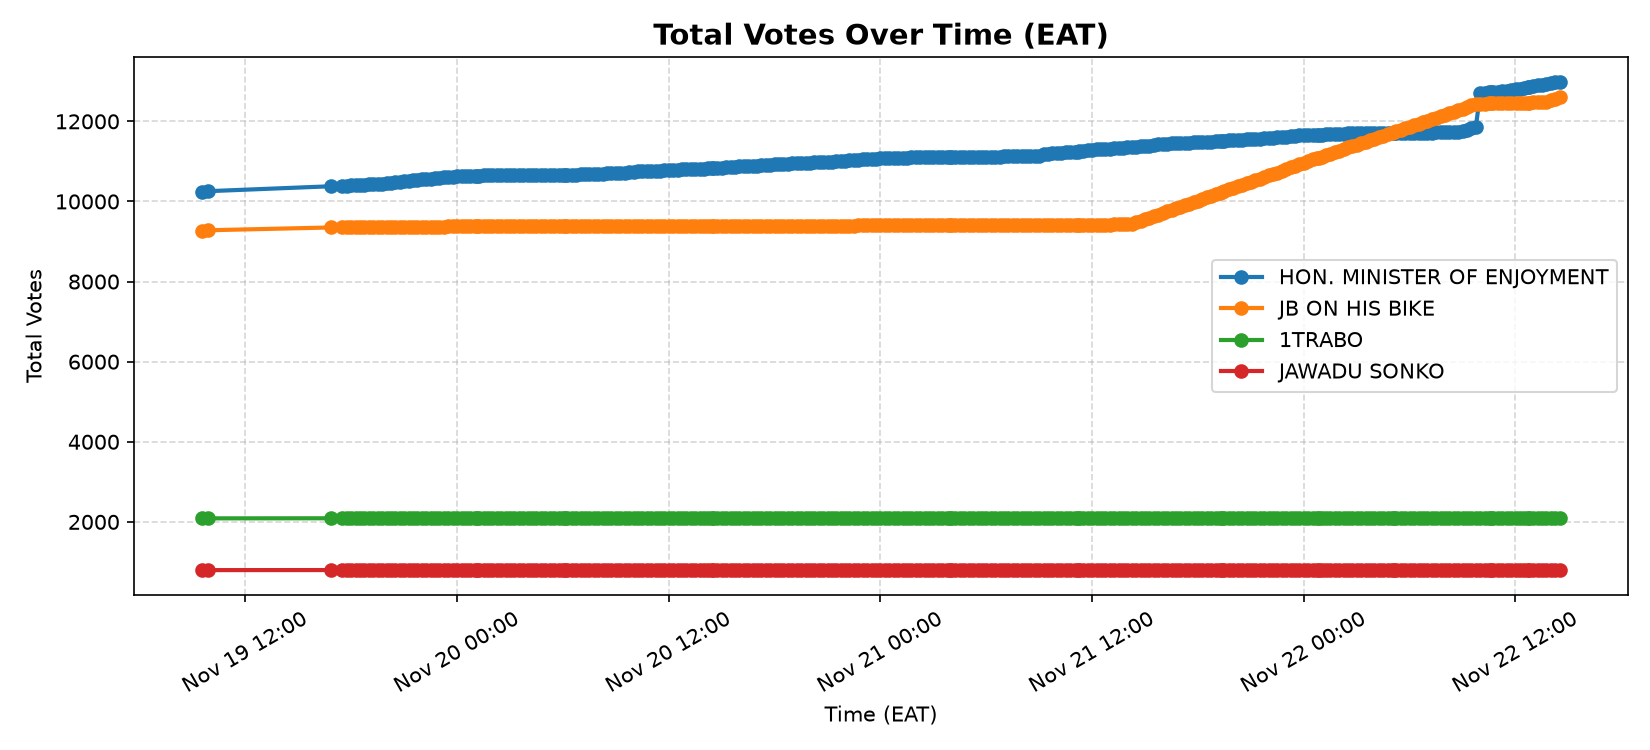 Total Votes Over Time (EAT)
Total Votes
12000
10000
8000
6000
4000
2000
HON. MINISTER OF ENJOYMENT
JB ON HIS BIKE
1TRABO
JAWADU SONKO
Nov 19 12:00
Nov 20 00:00
Nov 20 12:00
Nov 21 00:00
Nov 21 12:00
Nov 22 00:00
Nov 22 12:00
Time (EAT)